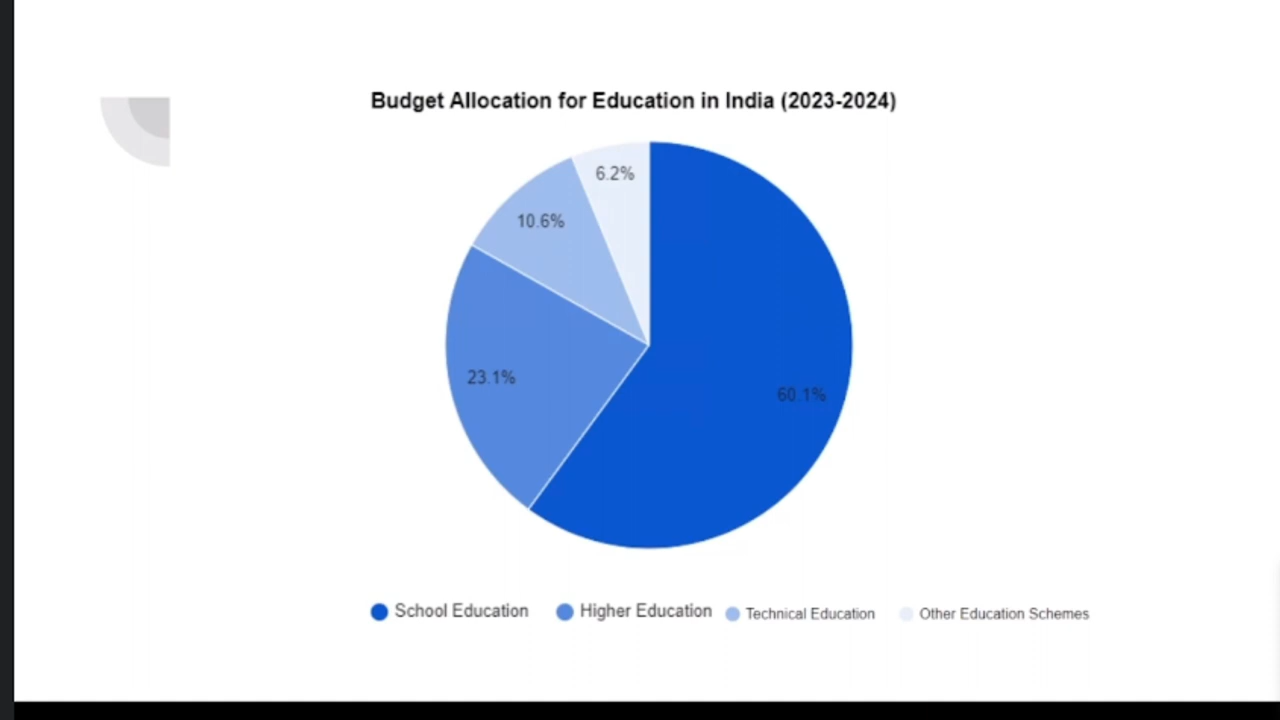 Budget Allocation for Education in India (2023-2024)
6.2%
10.6%
23.1%
60.1%
School Education Higher Education Technical Education Other Education Schemes